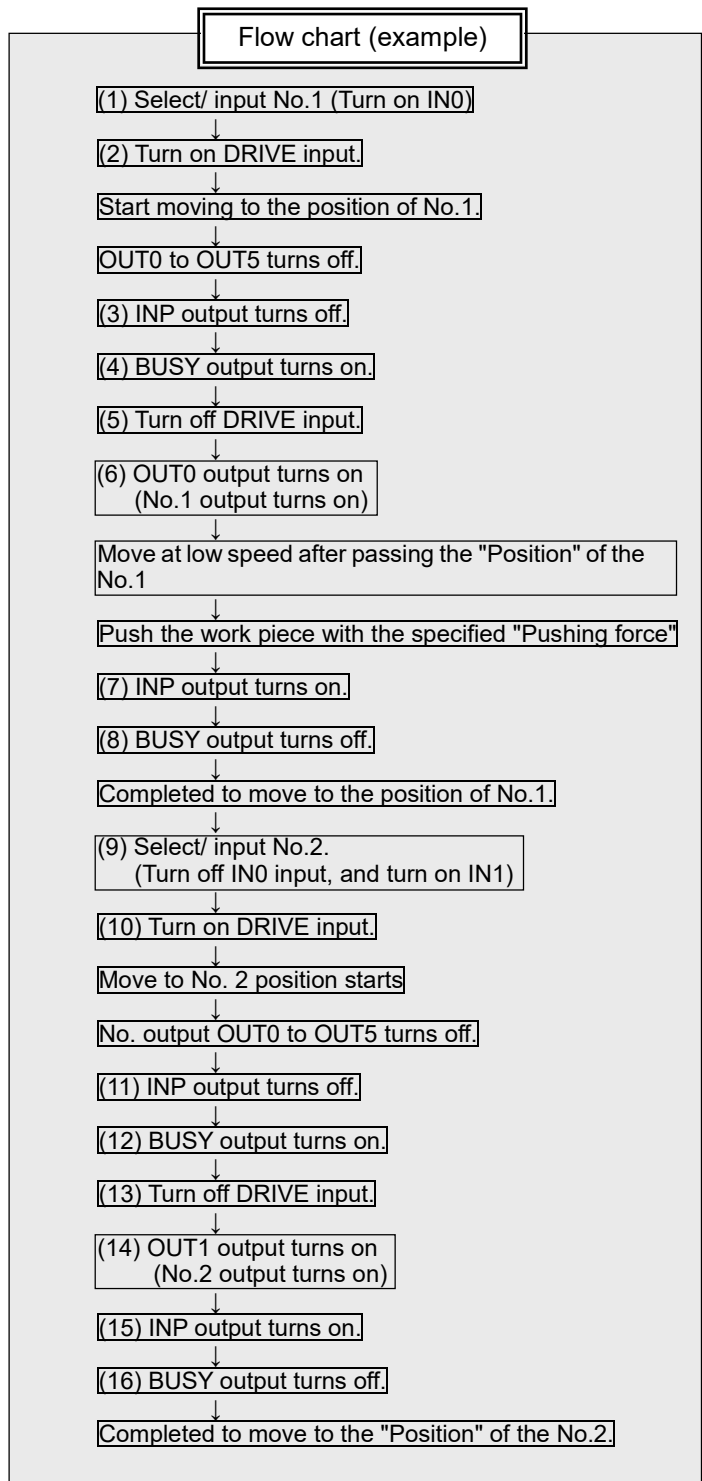 Flow chart (example)
(1) Select/ input No.1 (Turn on IN0)
↓
(2) Turn on DRIVE input.
↓
Start moving to the position of No.1.
↓
OUT0 to OUT5 turns off.
↓
(3) INP output turns off.
↓
(4) BUSY output turns on.
↓
(5) Turn off DRIVE input.
↓
(6) OUT0 output turns on
(No.1 output turns on)
↓
Move at low speed after passing the "Position" of the
No.1
↓
Push the work piece with the specified "Pushing force"
↓
(7) INP output turns on.
↓
(8) BUSY output turns off.
↓
Completed to move to the position of No.1.
↓
(9) Select/ input No.2.
(Turn off IN0 input, and turn on IN1)
↓
(10) Turn on DRIVE input.
↓
Move to No. 2 position starts
↓
No. output OUT0 to OUT5 turns off.
↓
(11) INP output turns off.
↓
(12) BUSY output turns on.
↓
(13) Turn off DRIVE input.
↓
(14) OUT1 output turns on
(No.2 output turns on)
↓
(15) INP output turns on.
↓
(16) BUSY output turns off.
↓
Completed to move to the "Position" of the No.2.